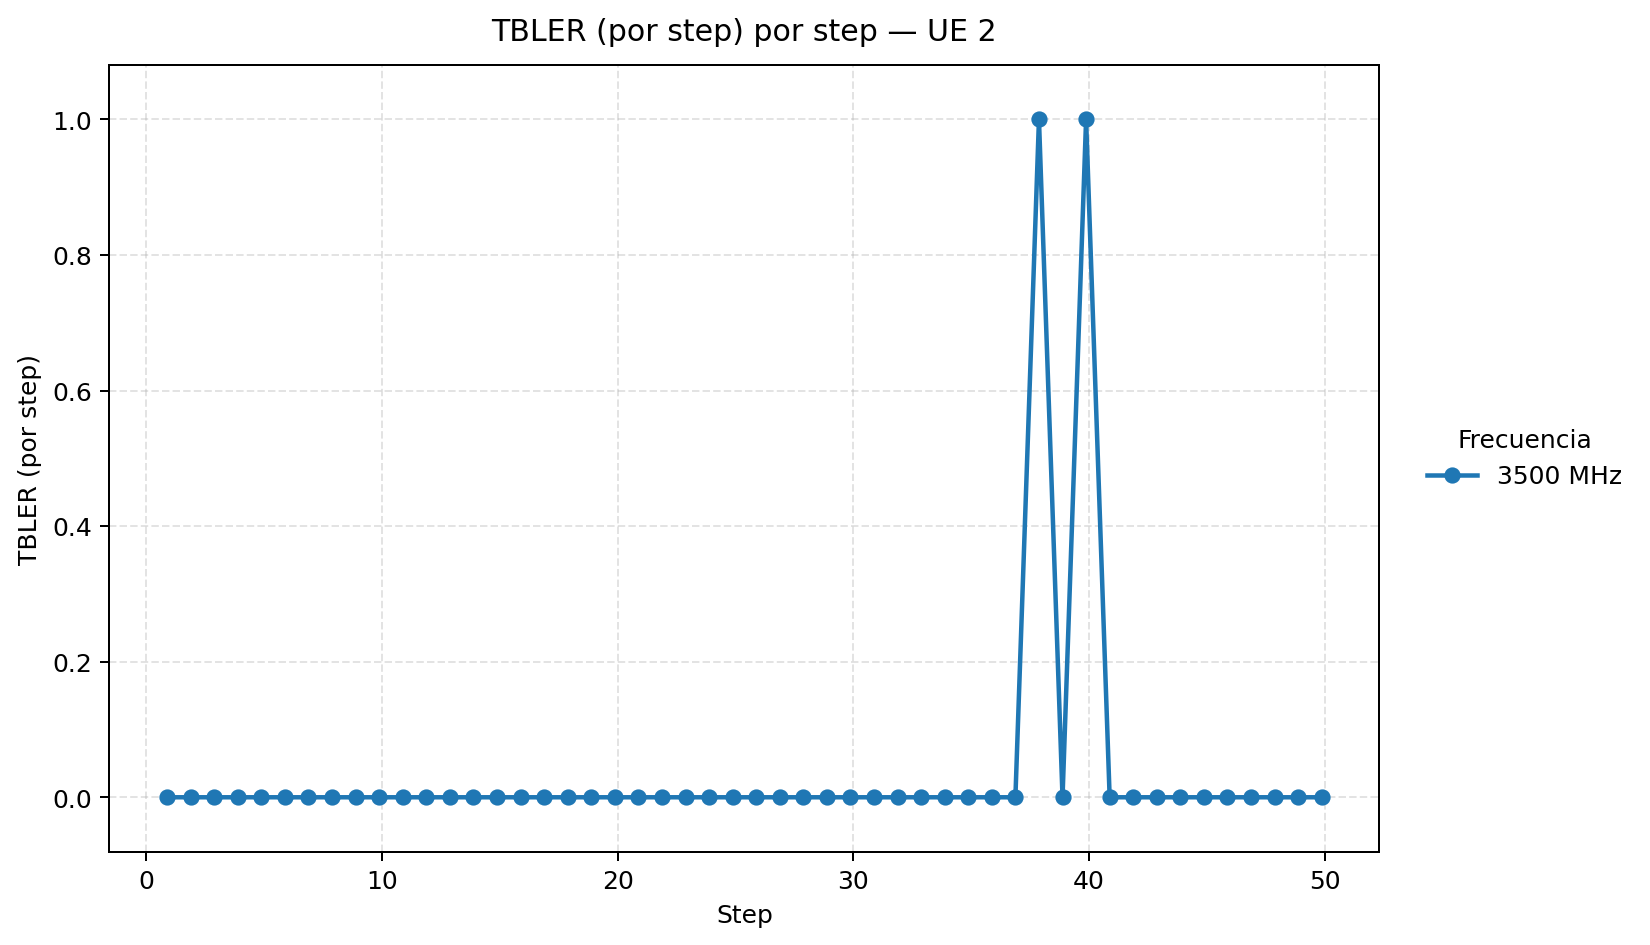 TBLER (por step) por step — UE 2
TBLER (por step)
1.0
0.8
0.6
0.4
0.2
0.0
0 10 20 30 40 50
Step
Frecuencia
3500 MHz